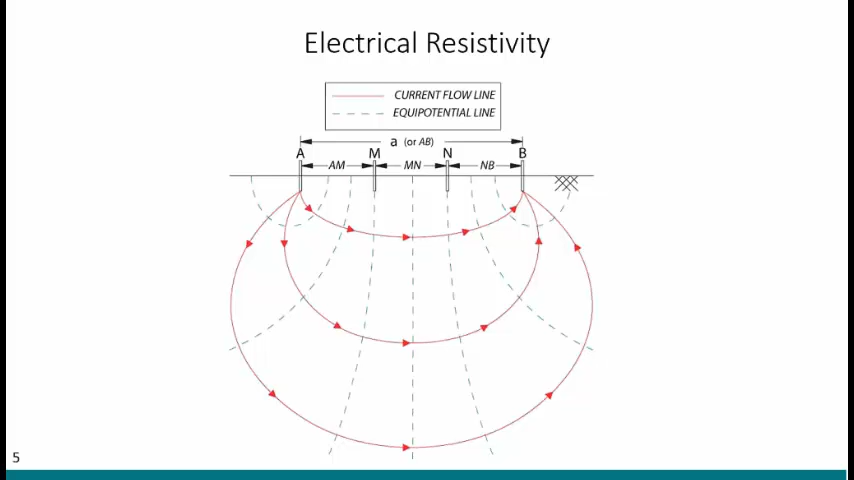 Electrical Resistivity
CURRENT FLOW LINE
EQUIPOTENTIAL LINE
a (or AB)
A M N B
AM MN NB
5